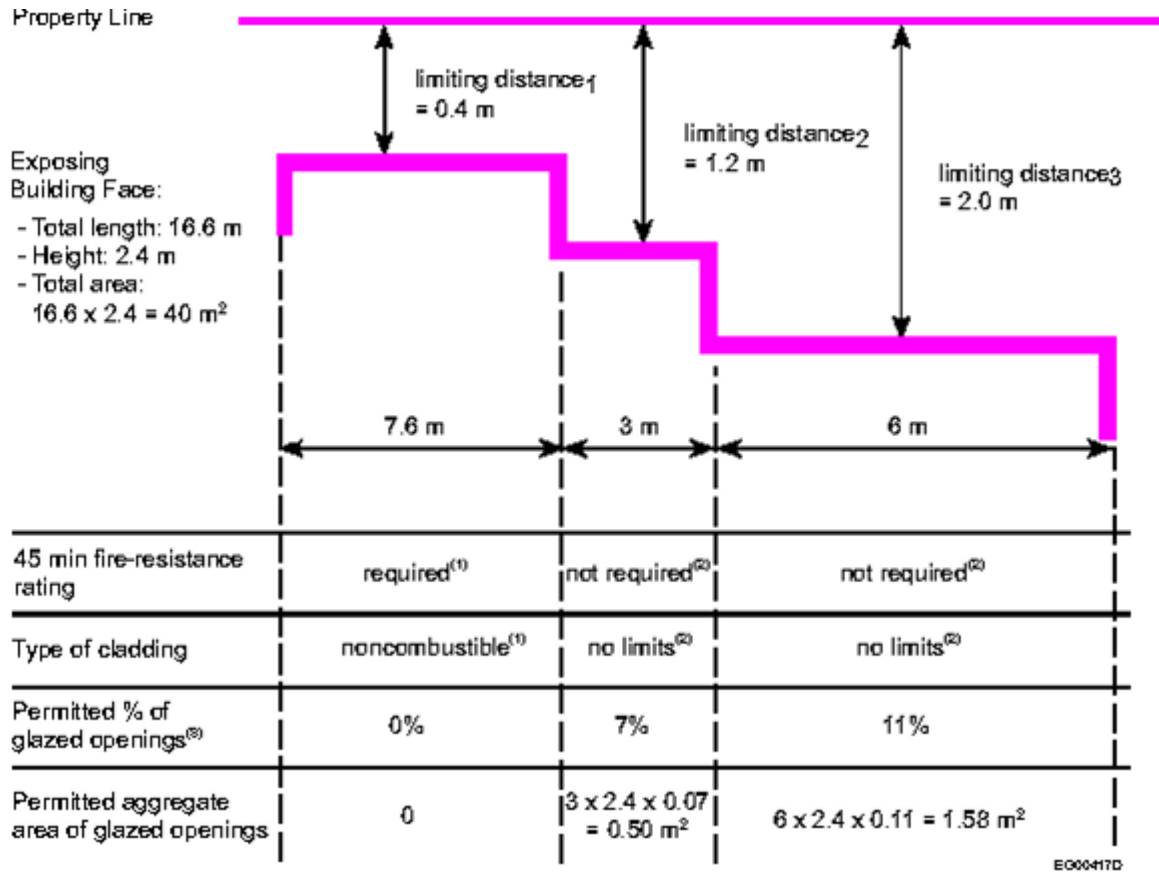 Property Line
limiting distance1
= 0.4 m
limiting distance2
= 1.2 m
limiting distance3
= 2.0 m
Exposing
Building Face:
- Total length: 16.6 m
- Height: 2.4 m
- Total area:
16.6 x 2.4 = 40 m²
7.6 m
3 m
6 m
45 min fire-resistance
rating
required(1)
not required(2)
not required(2)
Type of cladding
noncombustible(1)
no limits(2)
no limits(2)
Permitted % of
glazed openings(3)
0%
7%
11%
Permitted aggregate
area of glazed openings
0
3 x 2.4 x 0.07
= 0.50 m²
6 x 2.4 x 0.11 = 1.58 m²
EG00417D